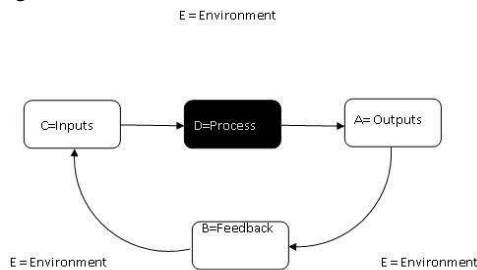 E = Environment
C=Inputs
D=Process
A= Outputs
B=Feedback
E = Environment
E = Environment